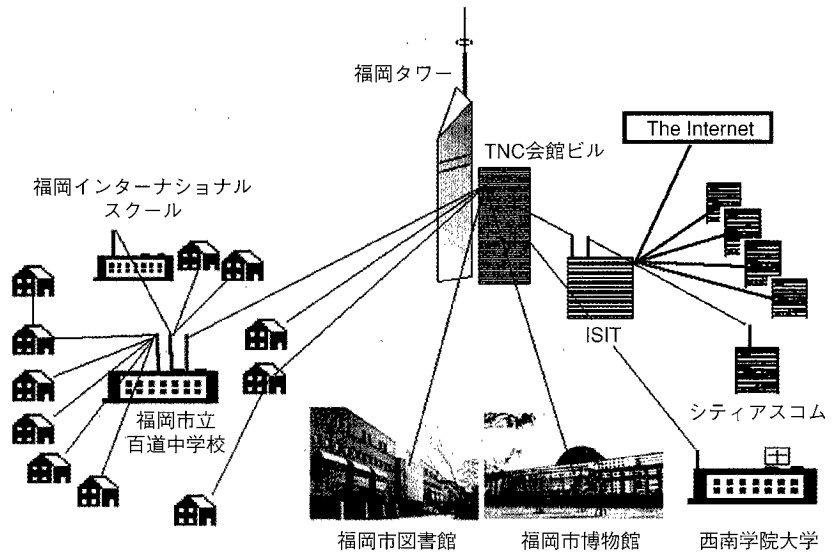 福岡タワー
The Internet
TNC会館ビル
福岡インターナショナル
スクール
ISIT
福岡市立
百道中学校
シティアスコム
福岡市図書館
福岡市博物館
西南学院大学